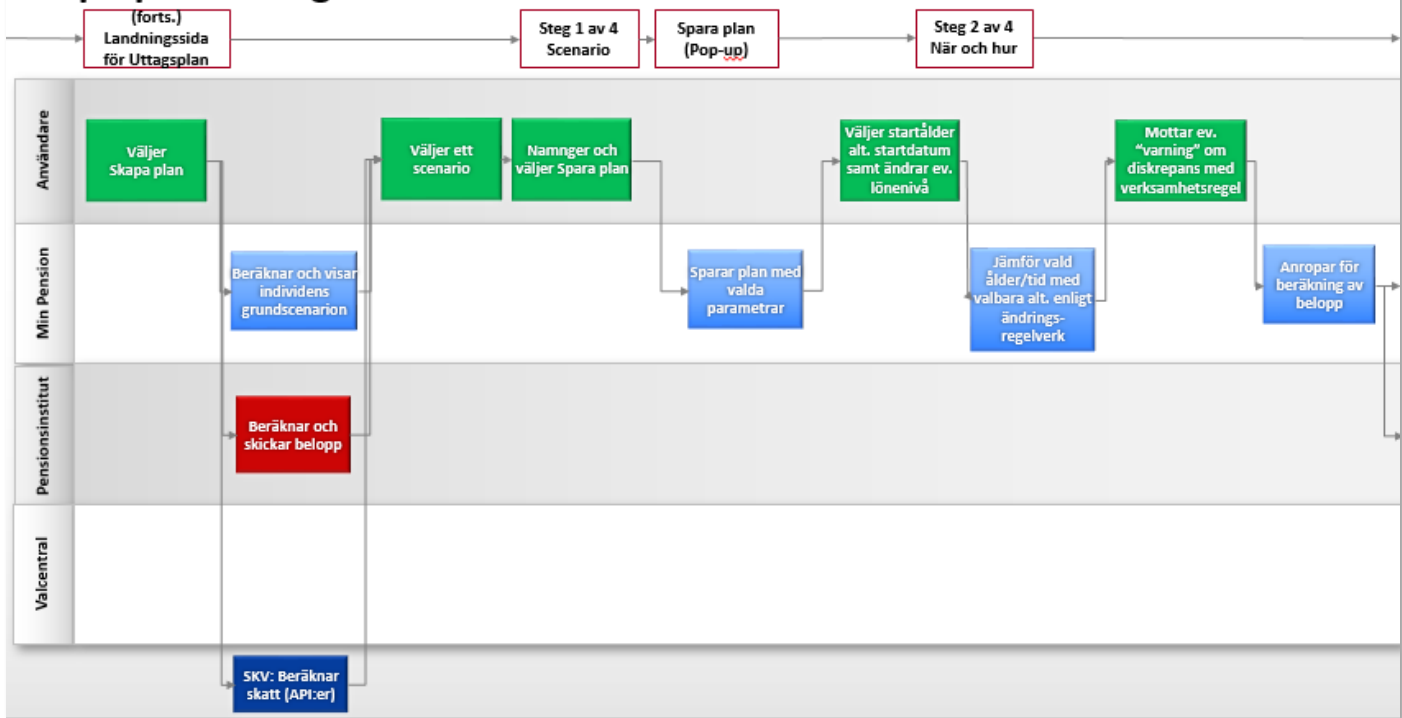 (forts.)
Landningssida
för Uttagsplan
Steg 1 av 4
Scenario
Spara plan
(Pop-up)
Steg 2 av 4
När och hur
Användare
Väljer
Skapa plan
Väljer ett
scenario
Namnger och
väljer Spara plan
Väljer startålder
alt. startdatum
samt ändrar ev.
lönenivå
Mottar ev.
“varning” om
diskrepans med
verksamhetsregel
Min Pension
Beräknar och visar
individens
grundscenarion
Sparar plan med
valda
parametrar
Jämför vald
ålder/tid med
valbara alt. enligt
ändrings-
regelverk
Anropar för
beräkning av
belopp
Pensionsinstitut
Beräknar och
skickar belopp
Valcentral
SKV: Beräknar
skatt (API:er)